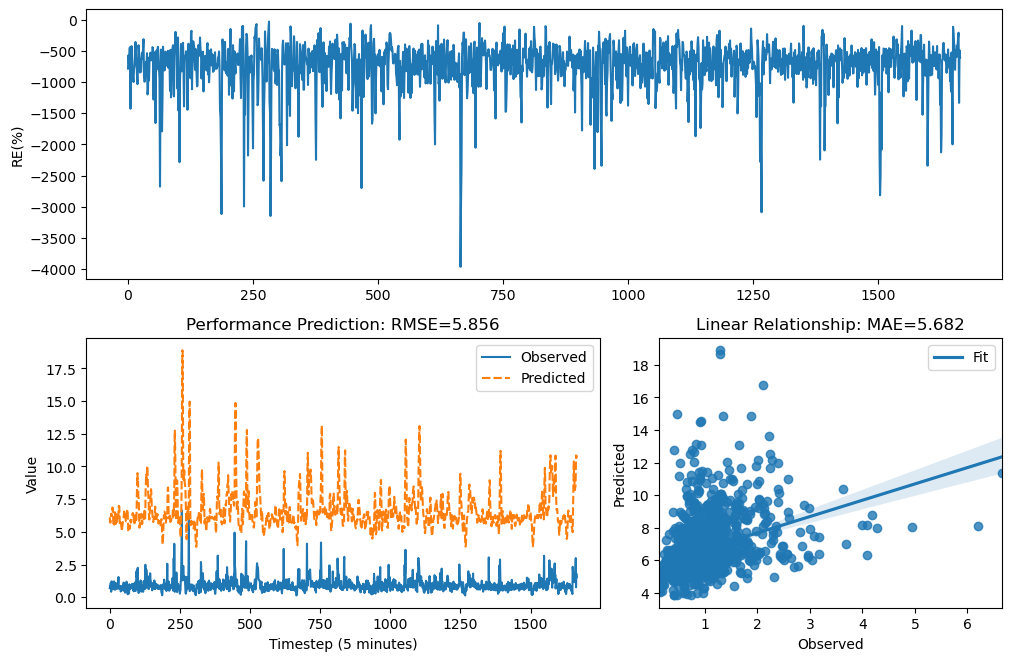 0
−500
−1000
−1500
−2000
−2500
−3000
−3500
−4000
RE(%)
0 250 500 750 1000 1250 1500
Performance Prediction: RMSE=5.856
17.5
15.0
12.5
10.0
7.5
5.0
2.5
0.0
Value
Observed
Predicted
0 250 500 750 1000 1250 1500
Timestep (5 minutes)
Linear Relationship: MAE=5.682
18
16
14
12
10
8
6
4
Predicted
Fit
1 2 3 4 5 6
Observed